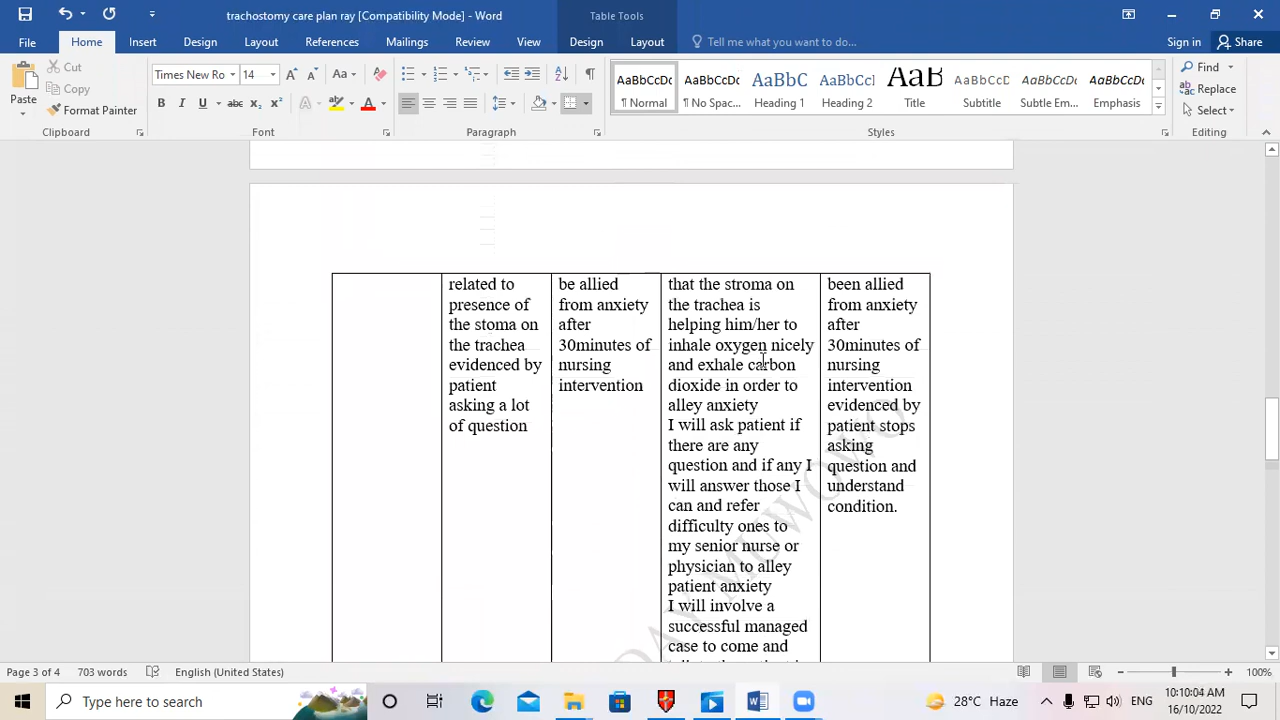 trachostomy care plan ray [Compatibility Mode] - Word
Table Tools
File
Home
Insert
Design
Layout
References
Mailings
Review
View
Design
Layout
Tell me what you want to do...
Sign in
Share
Paste
Cut
Copy
Format Painter
Clipboard
Times New Ro
14
Font
Paragraph
AaBbCcDc AaBbCcDc AaBbC AaBbCcl AaB AaBbCcD AaBbCcDc AaBbCcDc
¶ Normal ¶ No Spac... Heading 1 Heading 2 Title Subtitle Subtle Em... Emphasis
Styles
Find
Replace
Select
Editing
related to
presence of
the stoma on
the trachea
evidenced by
patient
asking a lot
of question
be allied
from anxiety
after
30minutes of
nursing
intervention
that the stroma on
the trachea is
helping him/her to
inhale oxygen nicely
and exhale carbon
dioxide in order to
alley anxiety
I will ask patient if
there are any
question and if any I
will answer those I
can and refer
difficulty ones to
my senior nurse or
physician to alley
patient anxiety
I will involve a
successful managed
case to come and
been allied
from anxiety
after
30minutes of
nursing
intervention
evidenced by
patient stops
asking
question and
understand
condition.
DAY MUWOWO
Page 3 of 4
703 words
English (United States)
100%
Type here to search
28°C Haze
ENG
10:10:04 AM
16/10/2022